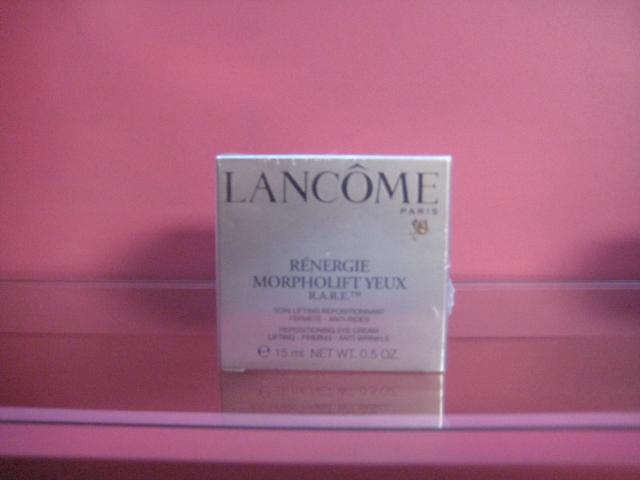 LANCÔME
PARIS
RÉNERGIE
MORPHOLIFT YEUX
R.A.R.E.™
SOIN LIFTING REPOSITIONNANT
FERMETÉ - ANTI-RIDES
REPOSITIONING EYE CREAM
LIFTING - FIRMING - ANTI-WRINKLE
℮ 15 ml NET WT. 0.5 OZ.